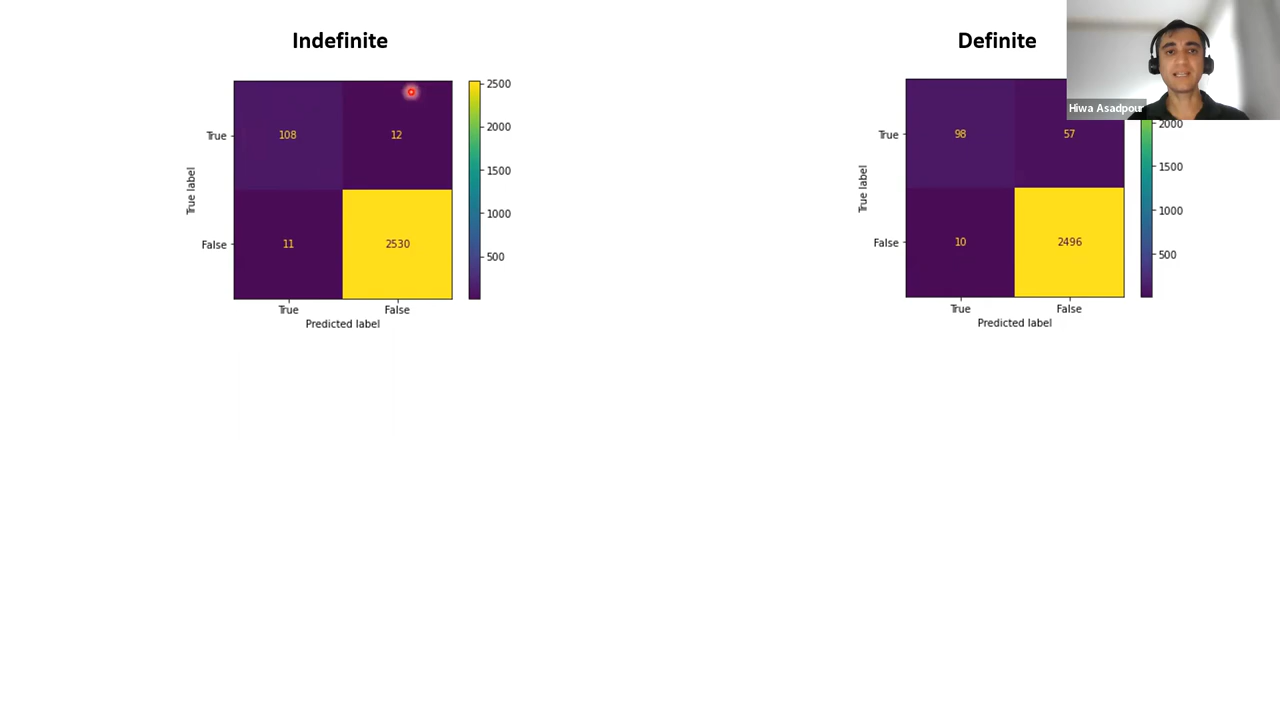 Indefinite
Definite
Hiwa Asadpour
2500
True
108
12
2000
1500
True label
1000
False
11
2530
500
True
False
Predicted label
True
98
57
2000
1500
True label
1000
False
10
2496
500
True
False
Predicted label